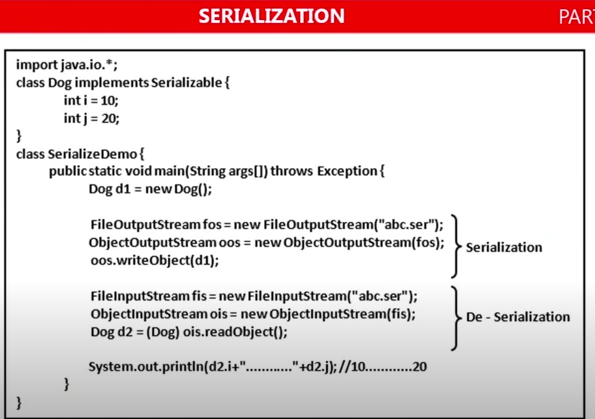 SERIALIZATION
PAR
import java.io.*;
class Dog implements Serializable {
int i = 10;
int j = 20;
}
class SerializeDemo {
public static void main(String args[]) throws Exception {
Dog d1 = new Dog();
FileOutputStream fos = new FileOutputStream("abc.ser");
ObjectOutputStream oos = new ObjectOutputStream(fos);
oos.writeObject(d1);
Serialization
FileInputStream fis = new FileInputStream("abc.ser");
ObjectInputStream ois = new ObjectInputStream(fis);
Dog d2 = (Dog) ois.readObject();
De - Serialization
System.out.println(d2.i+"............"+d2.j); //10............20
}
}